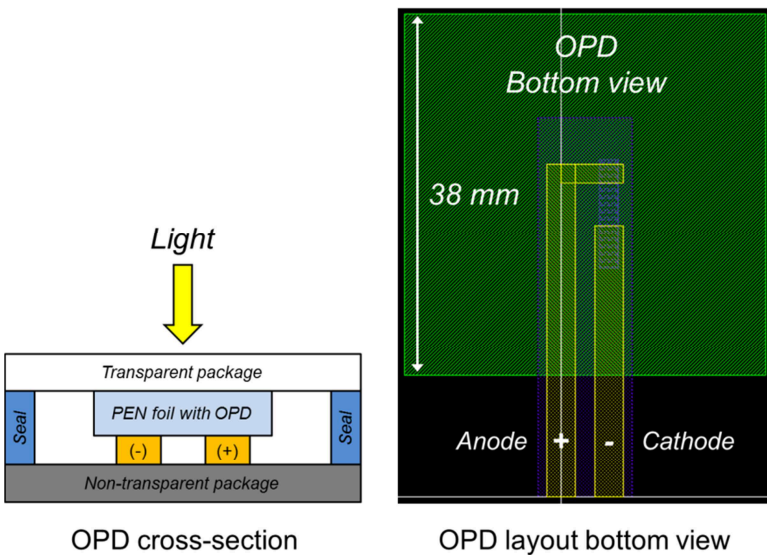 OPD
Bottom view
38 mm
Light
Transparent package
Seal
PEN foil with OPD
Seal
(-)
(+)
Non-transparent package
Anode + - Cathode
OPD cross-section
OPD layout bottom view